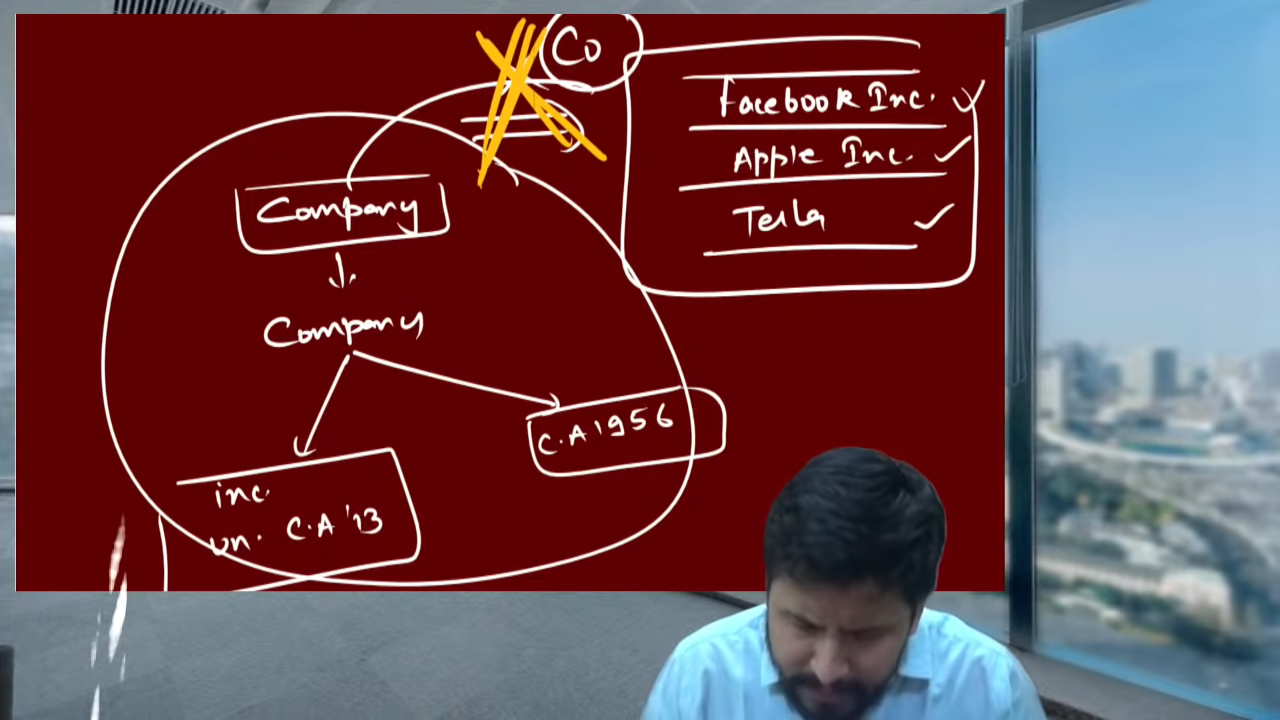 Co
Facebook Inc.
Apple Inc.
Tesla
Company
Company
C.A 1956
inc.
un. C.A '13